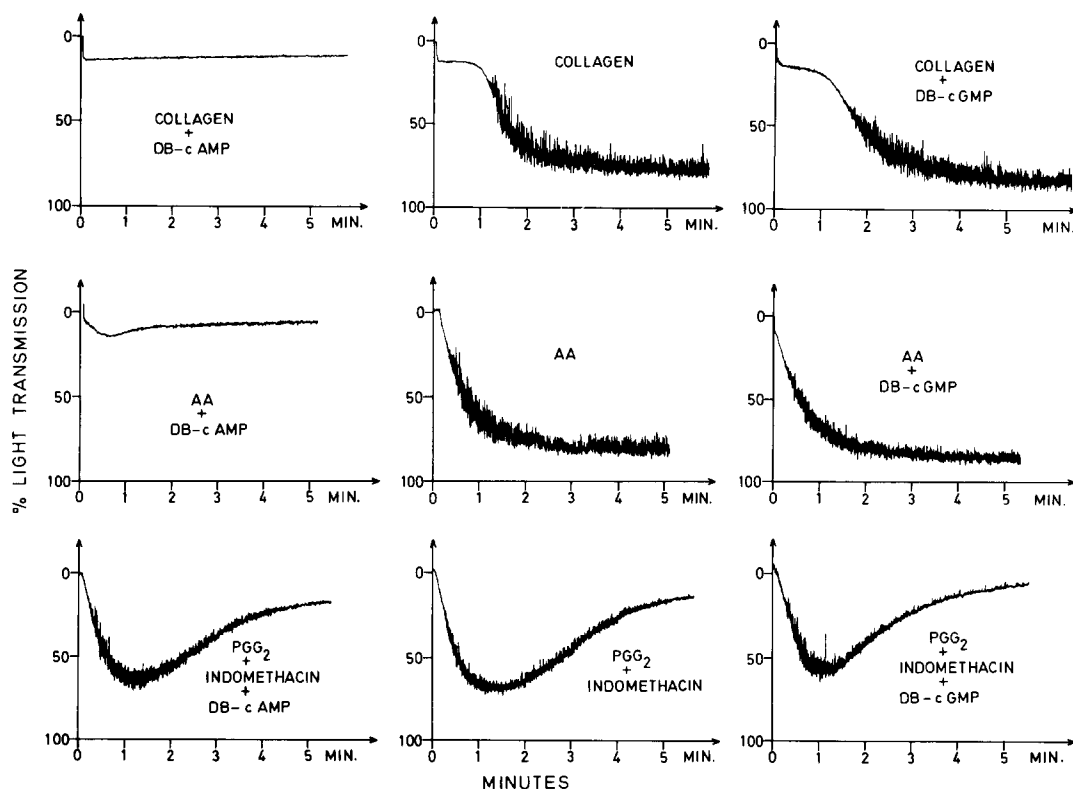 0
50
100
COLLAGEN
+
DB-c AMP
0 1 2 3 4 5 MIN.
0
50
100
COLLAGEN
0 1 2 3 4 5 MIN.
0
50
100
COLLAGEN
+
DB-c GMP
0 1 2 3 4 5 MIN.
% LIGHT TRANSMISSION
0
50
100
AA
+
DB-c AMP
0 1 2 3 4 5 MIN.
0
50
100
AA
0 1 2 3 4 5 MIN.
0
50
100
AA
+
DB-c GMP
0 1 2 3 4 5 MIN.
0
50
100
PGG₂
+
INDOMETHACIN
+
DB-c AMP
0 1 2 3 4 5 MIN.
0
50
100
PGG₂
+
INDOMETHACIN
0 1 2 3 4 5 MIN.
0
50
100
PGG₂
+
INDOMETHACIN
+
DB-c GMP
0 1 2 3 4 5 MIN.
MINUTES